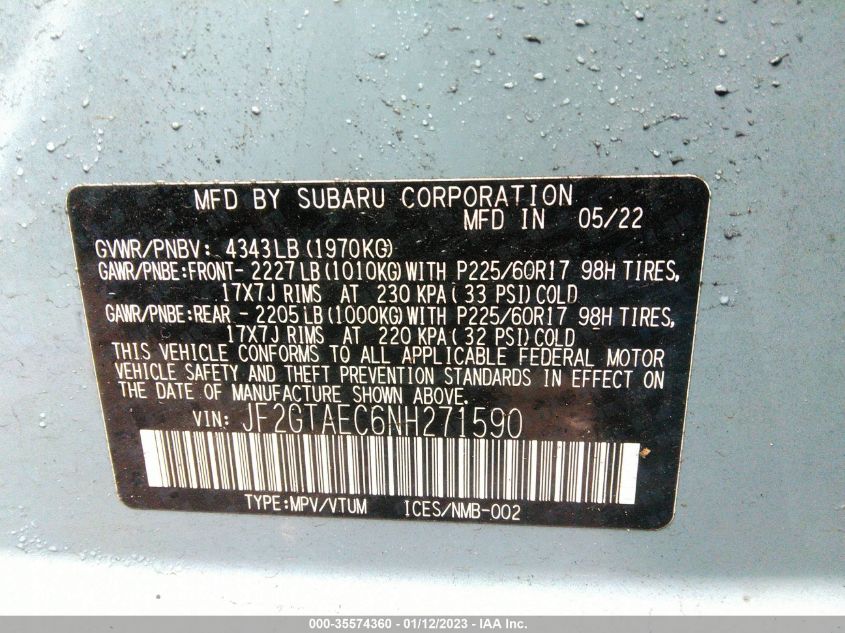 MFD BY SUBARU CORPORATION
MFD IN 05/22
GVWR/PNBV: 4343LB (1970KG)
GAWR/PNBE:FRONT- 2227LB(1010KG)WITH P225/60R17 98H TIRES,
17X7J RIMS AT 230 KPA( 33 PSI)COLD
GAWR/PNBE:REAR - 2205LB(1000KG)WITH P225/60R17 98H TIRES,
17X7J RIMS AT 220 KPA( 32 PSI)COLD
THIS VEHICLE CONFORMS TO ALL APPLICABLE FEDERAL MOTOR
VEHICLE SAFETY AND THEFT PREVENTION STANDARDS IN EFFECT ON
THE DATE OF MANUFACTURE SHOWN ABOVE.
VIN: JF2GTAEC6NH271590
TYPE:MPV/VTUM ICES/NMB-002
000-35574360 - 01/12/2023 - IAA Inc.